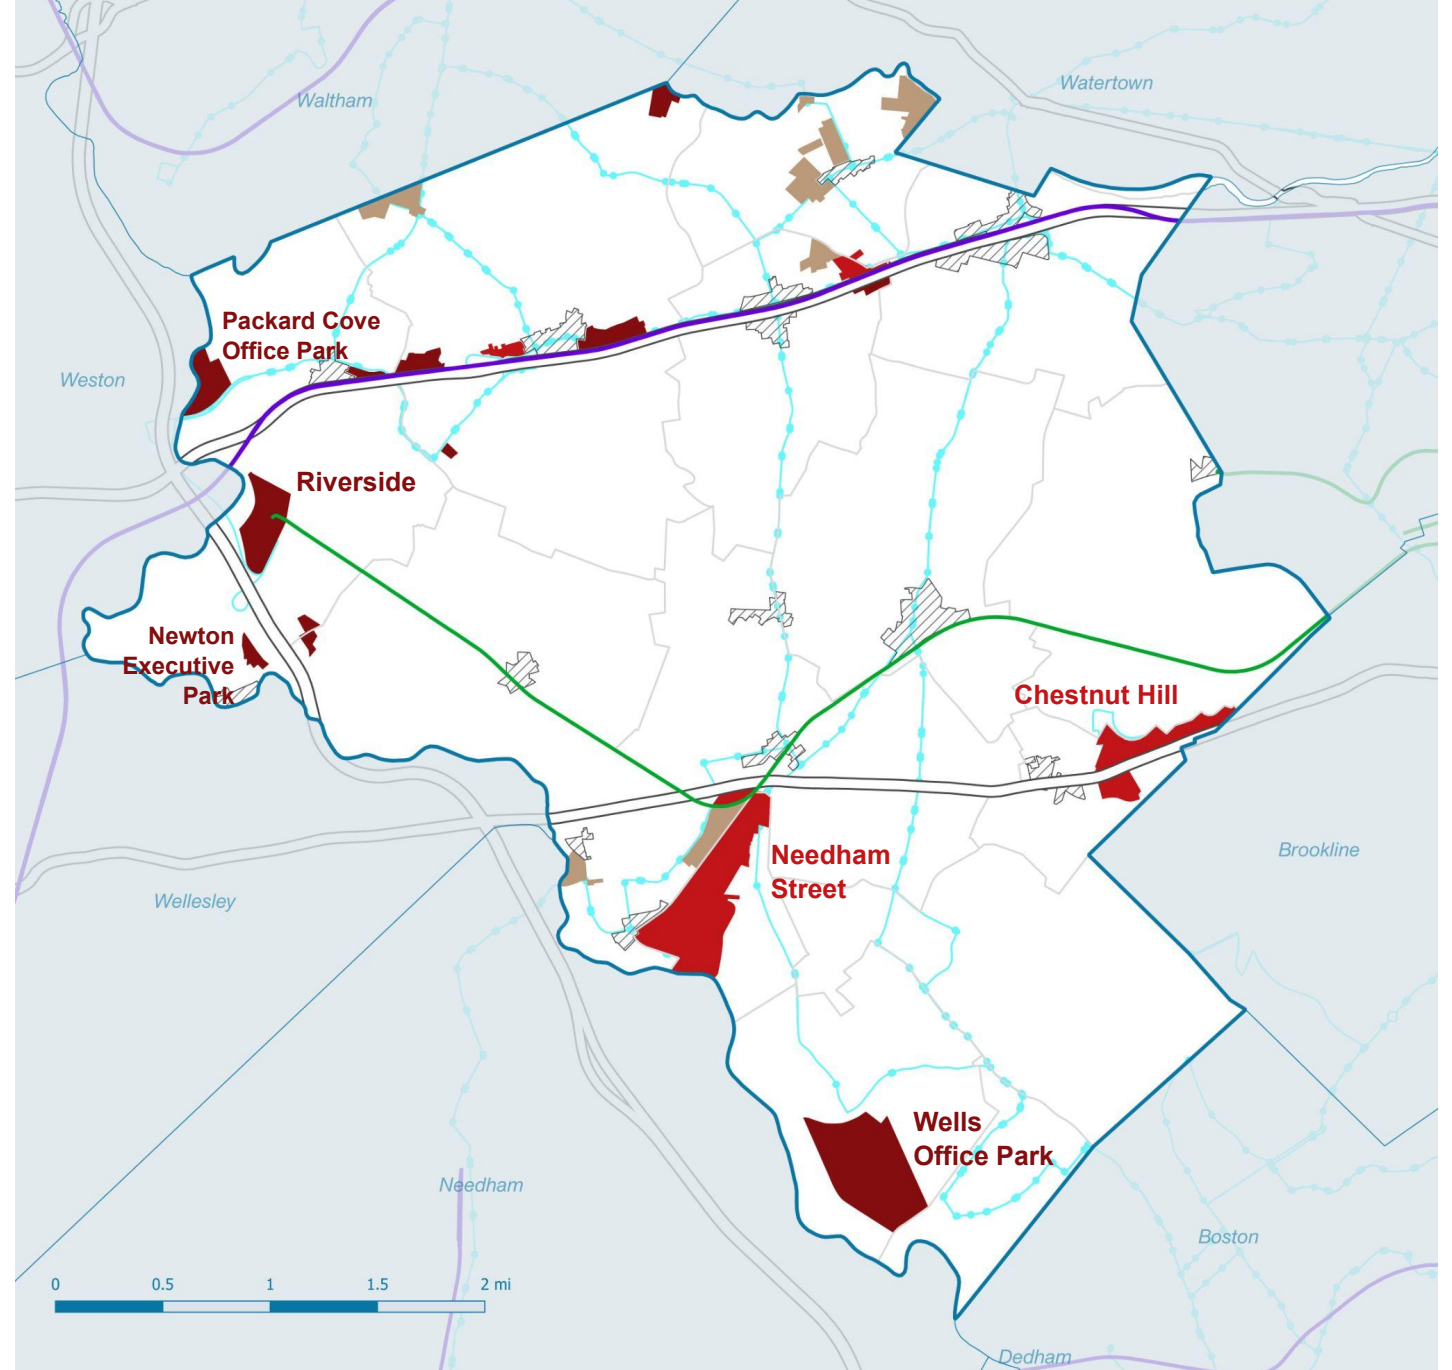 Waltham
Watertown
Packard Cove
Office Park
Weston
Riverside
Newton
Executive
Park
Chestnut Hill
Needham
Street
Brookline
Wellesley
Wells
Office Park
Needham
Boston
0 0.5 1 1.5 2 mi
Dedham